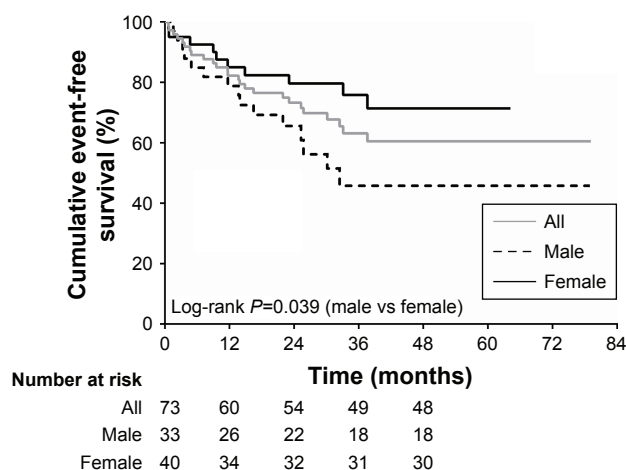 100
80
60
40
20
0
Cumulative event-free
survival (%)
All
Male
Female
Log-rank P=0.039 (male vs female)
0 12 24 36 48 60 72 84
Time (months)
Number at risk
All 73 60 54 49 48
Male 33 26 22 18 18
Female 40 34 32 31 30